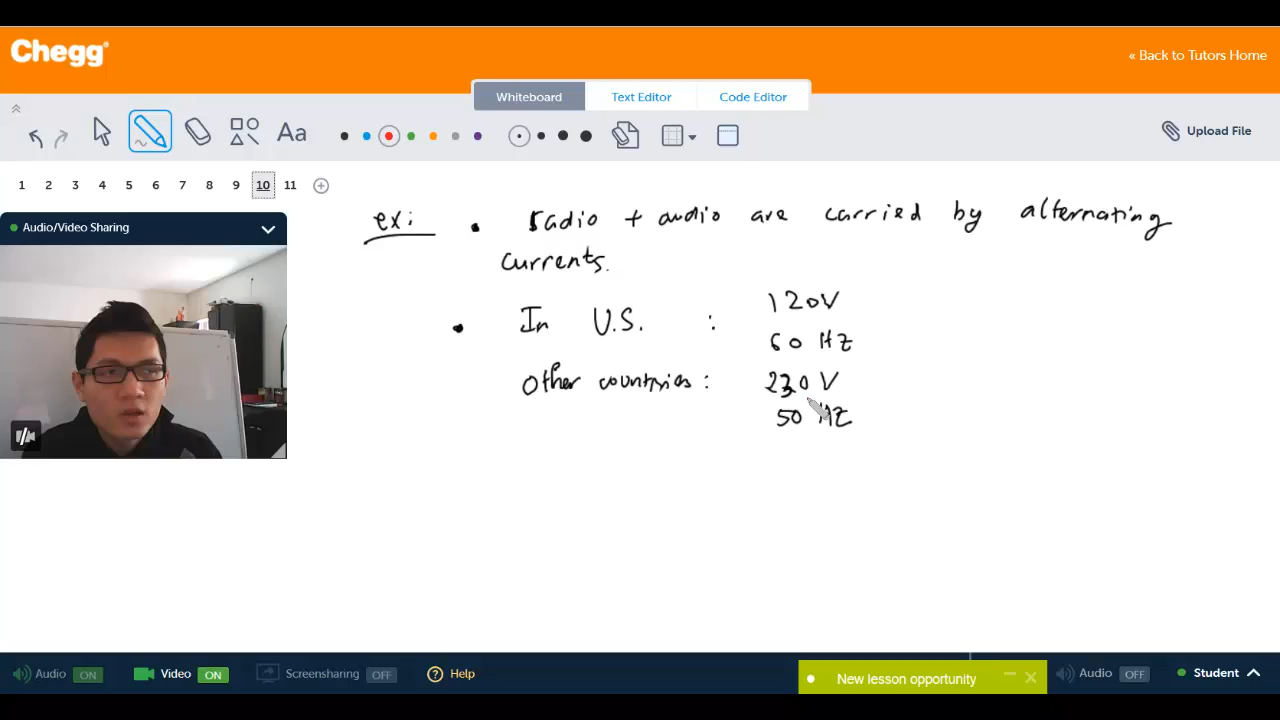 Chegg
« Back to Tutors Home
Whiteboard Text Editor Code Editor
Aa
Upload File
1 2 3 4 5 6 7 8 9 10 11
Audio/Video Sharing
ex: • Radio + audio are carried by alternating
currents.
• In U.S. : 120V
60 Hz
Other countries: 230V
50 Hz
New lesson opportunity
Audio ON Video ON Screensharing OFF Help Audio OFF Student